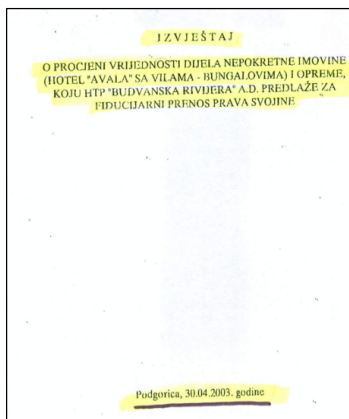 IZVJEŠTAJ
O PROCJENI VRIJEDNOSTI DIJELA NEPOKRETNE IMOVINE
(HOTEL "AVALA" SA VILAMA - BUNGALOVIMA) I OPREME,
KOJU HTP "BUDVANSKA RIVIJERA" A.D. PREDLAŽE ZA
FIDUCIJARNI PRENOS PRAVA SVOJINE
Podgorica, 30.04.2003. godine